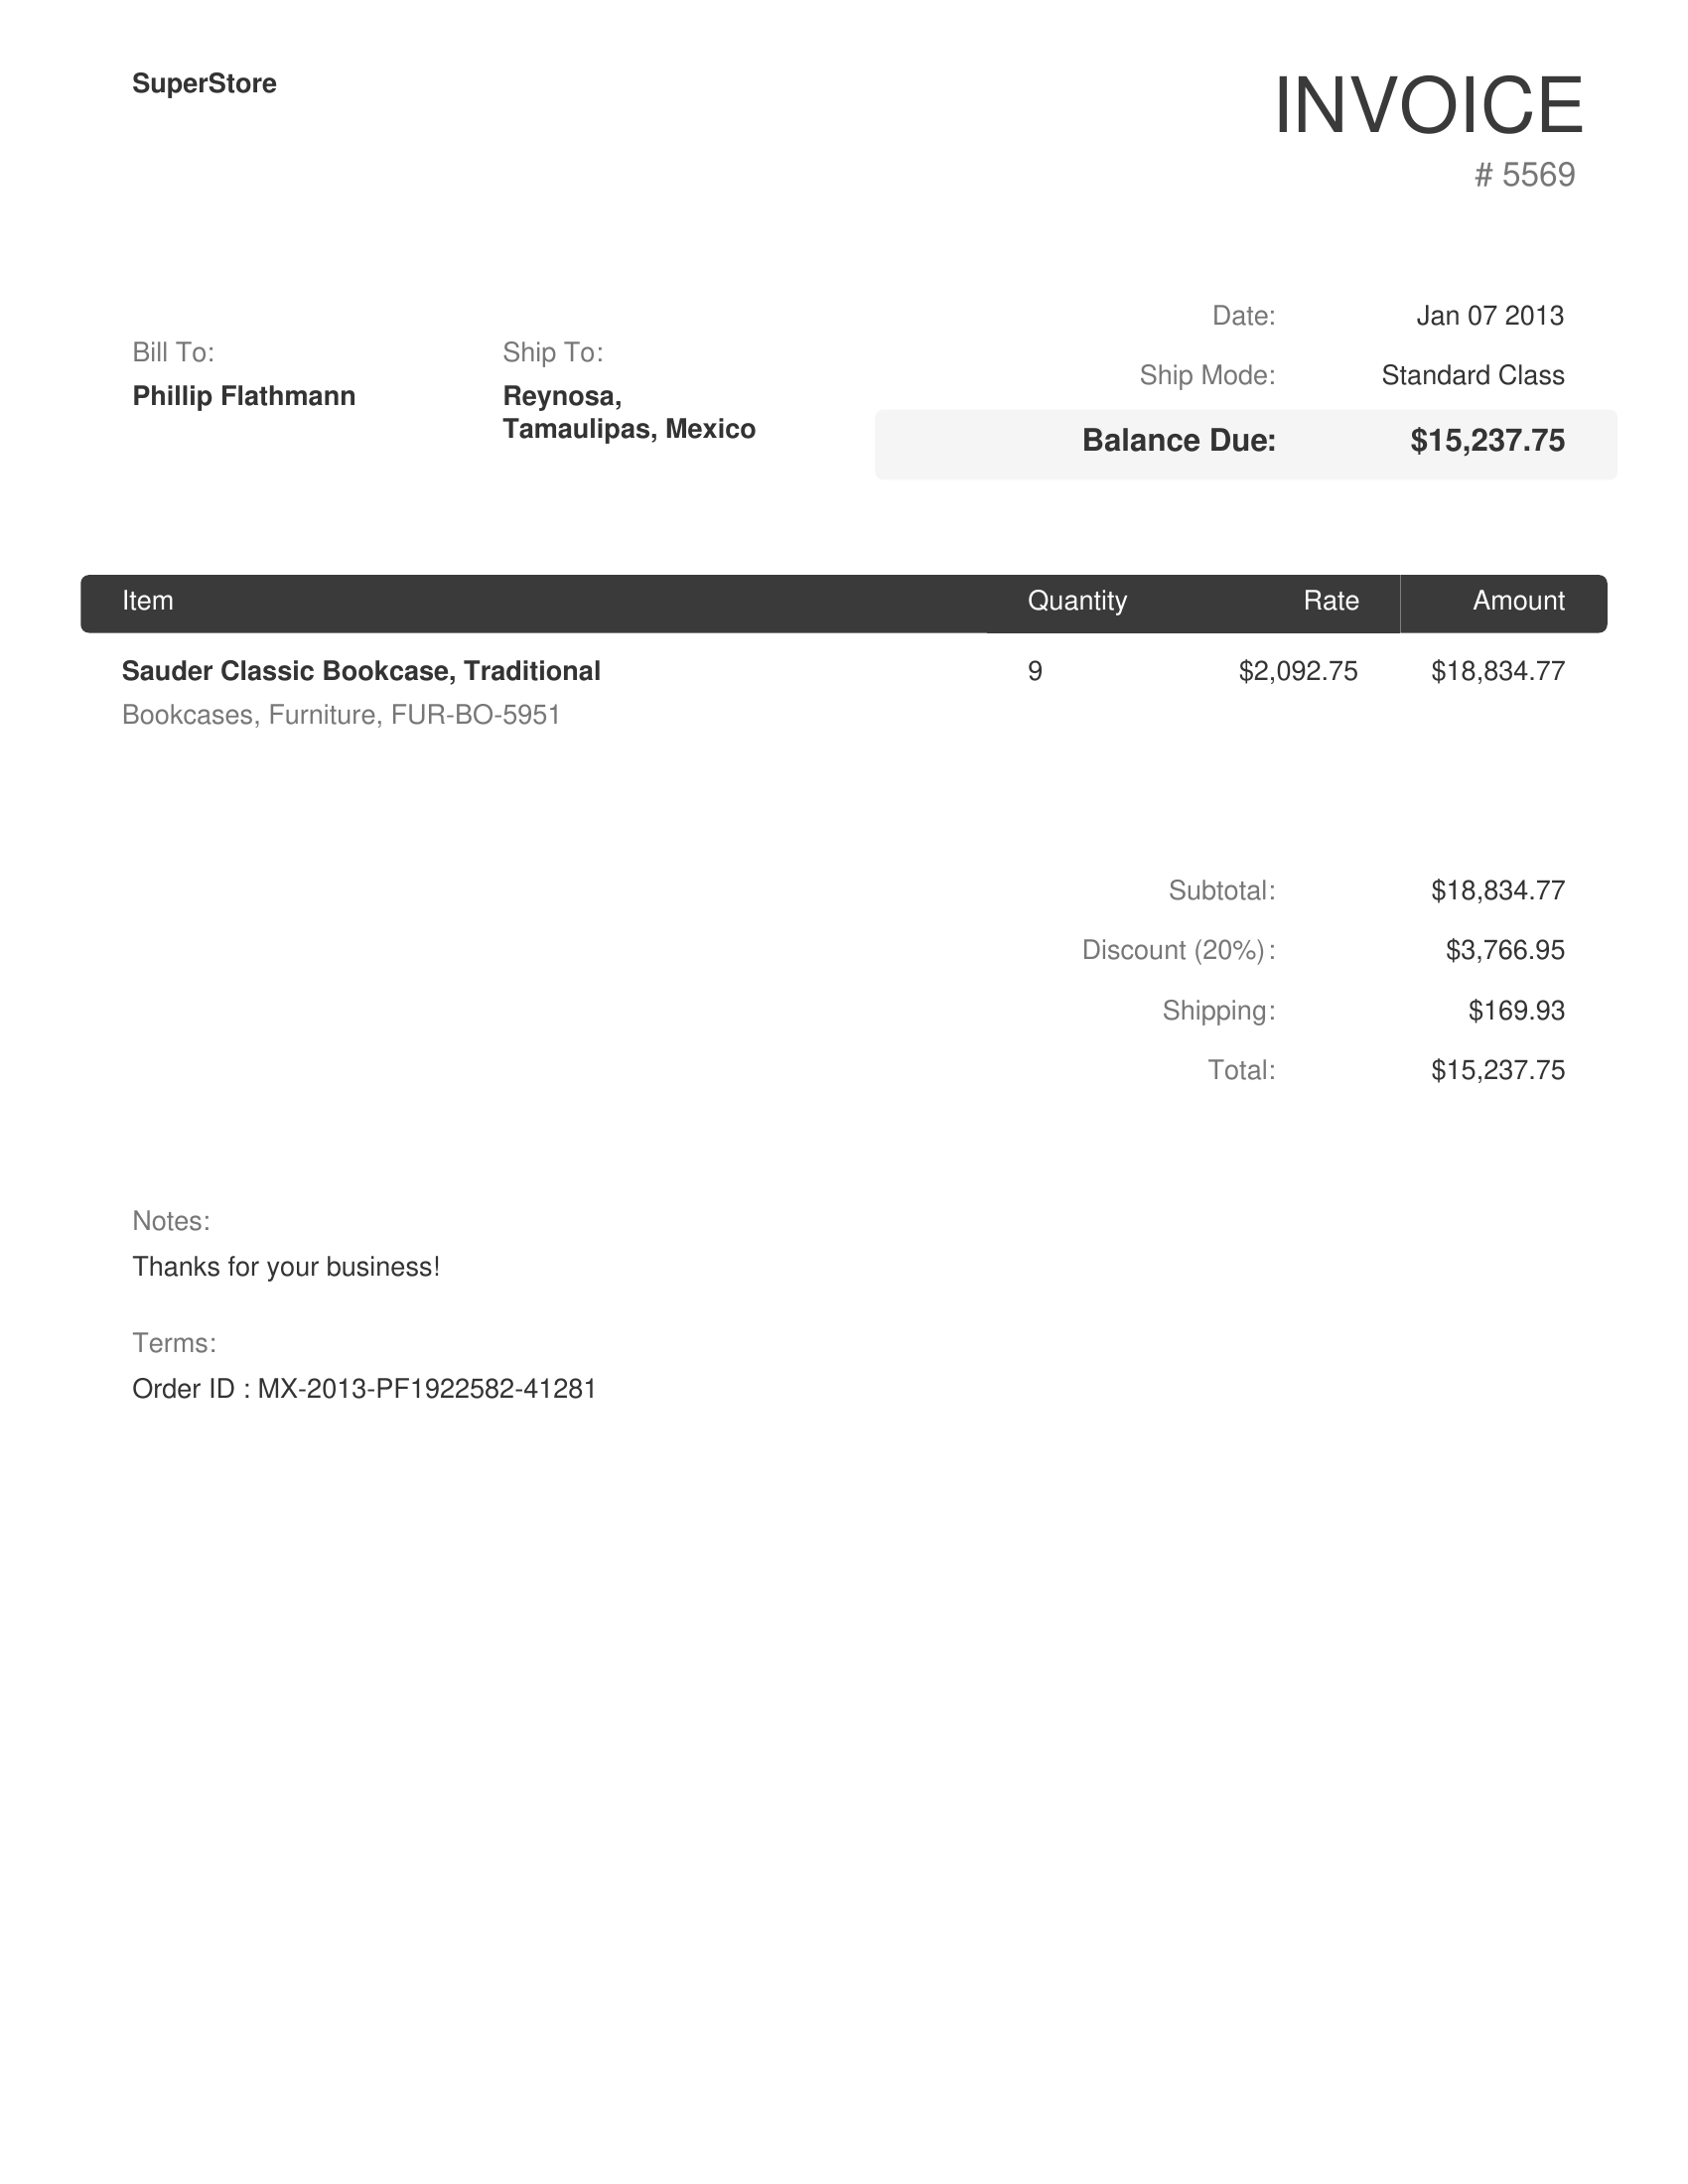 SuperStore
INVOICE
# 5569
Date: Jan 07 2013
Ship Mode: Standard Class
Balance Due: $15,237.75
Bill To:
Phillip Flathmann
Ship To:
Reynosa,
Tamaulipas, Mexico
Item Quantity Rate Amount
Sauder Classic Bookcase, Traditional 9 $2,092.75 $18,834.77
Bookcases, Furniture, FUR-BO-5951
Subtotal: $18,834.77
Discount (20%): $3,766.95
Shipping: $169.93
Total: $15,237.75
Notes:
Thanks for your business!
Terms:
Order ID : MX-2013-PF1922582-41281